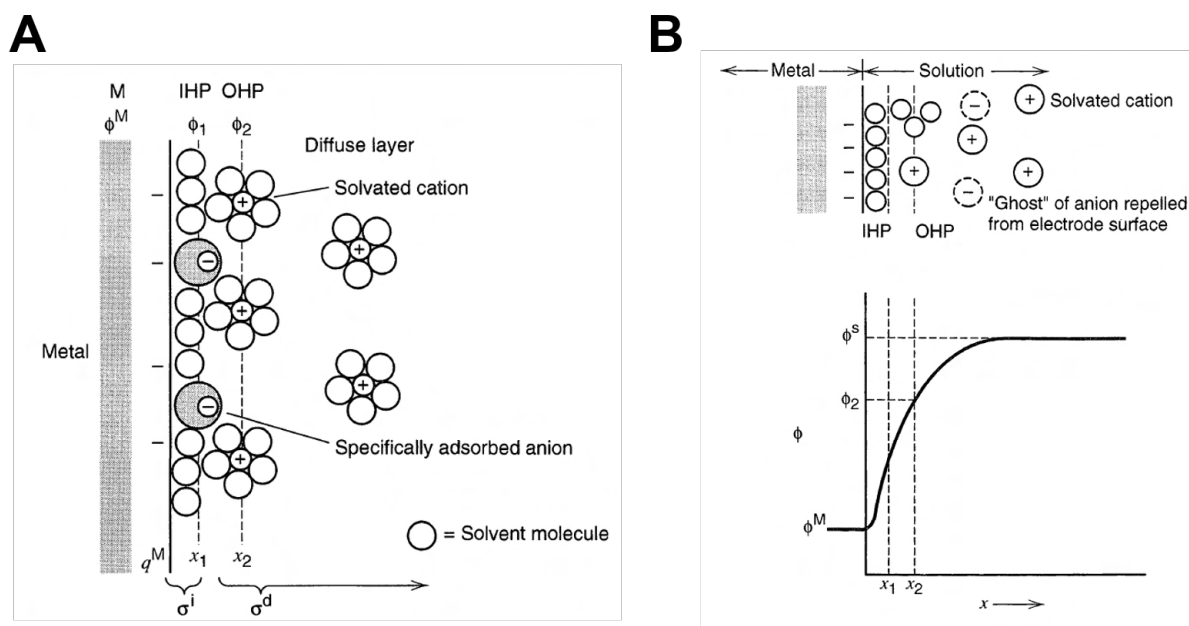 A
M
IHP OHP
ϕᴹ
ϕ₁
ϕ₂
Diffuse layer
Solvated cation
+
+
−
−
+
+
−
Metal
−
+
−
−
Specifically adsorbed anion
+
= Solvent molecule
qᴹ
x₁
x₂
σⁱ
σᵈ
B
Metal
Solution
−
+
Solvated cation
−
+
−
+
+
−
−
"Ghost" of anion repelled
from electrode surface
IHP
OHP
ϕˢ
ϕ₂
ϕ
ϕᴹ
x₁
x₂
x